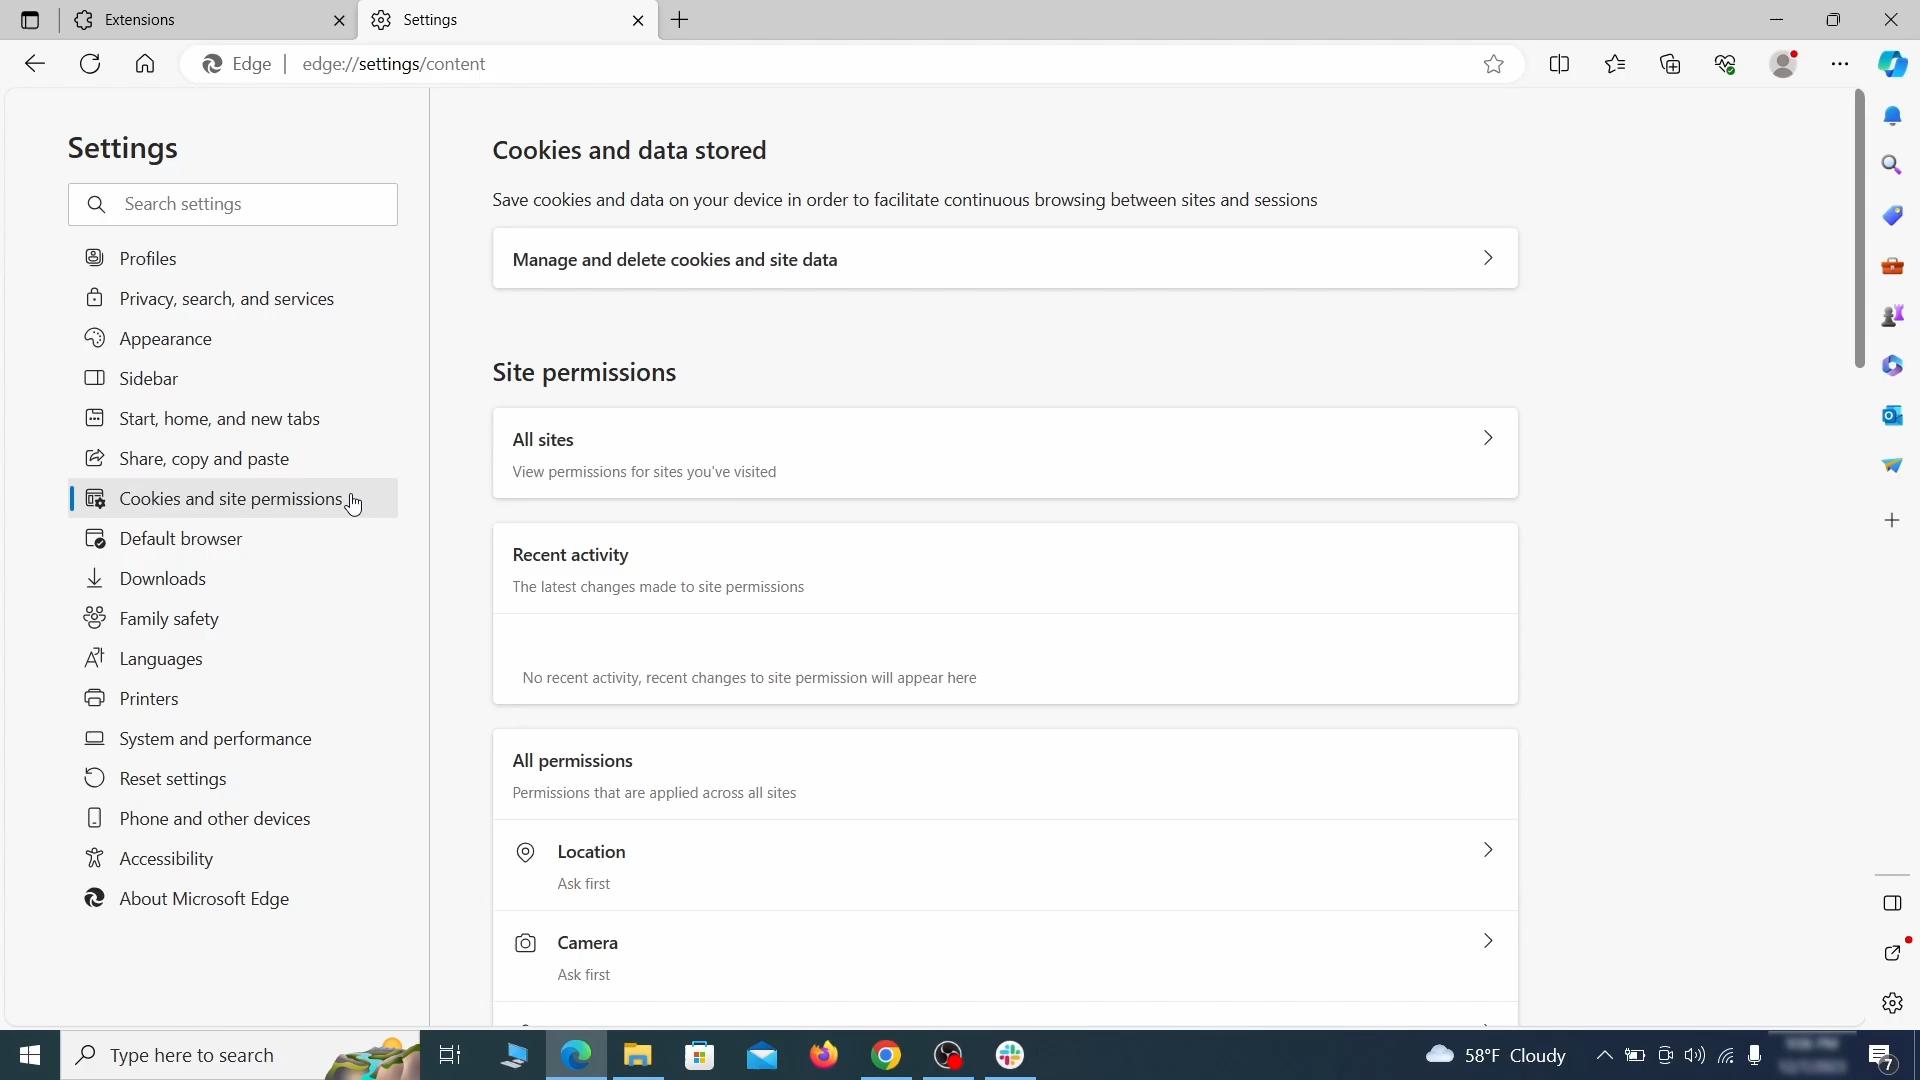 Extensions
Settings
Edge
edge://settings/content
Settings
Search settings
Profiles
Privacy, search, and services
Appearance
Sidebar
Start, home, and new tabs
Share, copy and paste
Cookies and site permissions
Default browser
Downloads
Family safety
Languages
Printers
System and performance
Reset settings
Phone and other devices
Accessibility
About Microsoft Edge
Cookies and data stored
Save cookies and data on your device in order to facilitate continuous browsing between sites and sessions
Manage and delete cookies and site data
Site permissions
All sites
View permissions for sites you've visited
Recent activity
The latest changes made to site permissions
No recent activity, recent changes to site permission will appear here
All permissions
Permissions that are applied across all sites
Location
Ask first
Camera
Ask first
Type here to search
58°F Cloudy
7